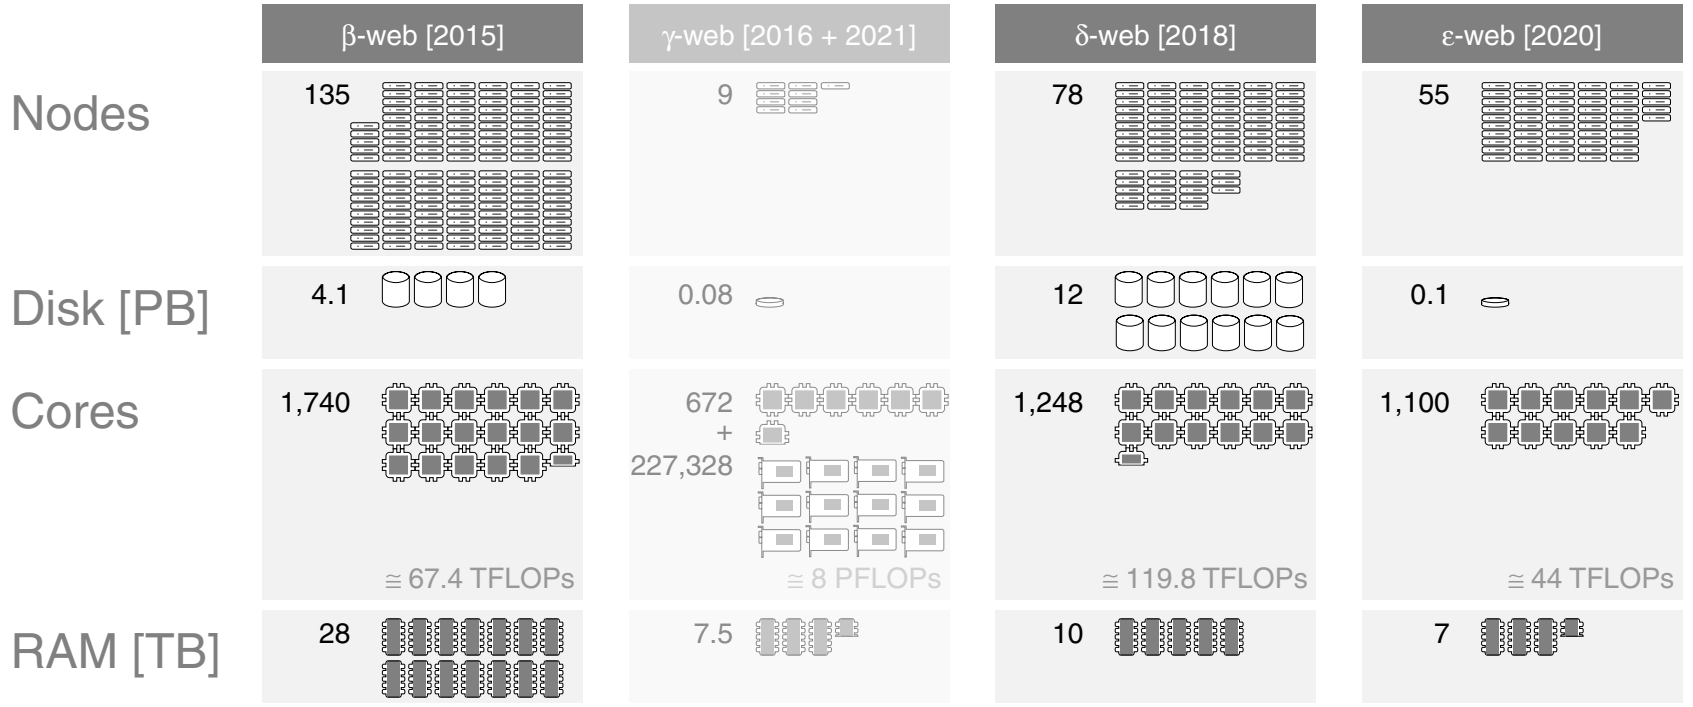 β-web [2015] γ-web [2016 + 2021] δ-web [2018] ε-web [2020]
Nodes 135 9 78 55
Disk [PB] 4.1 0.08 12 0.1
Cores 1,740 672 1,248 1,100
+
227,328
≅ 67.4 TFLOPs ≅ 8 PFLOPs ≅ 119.8 TFLOPs ≅ 44 TFLOPs
RAM [TB] 28 7.5 10 7